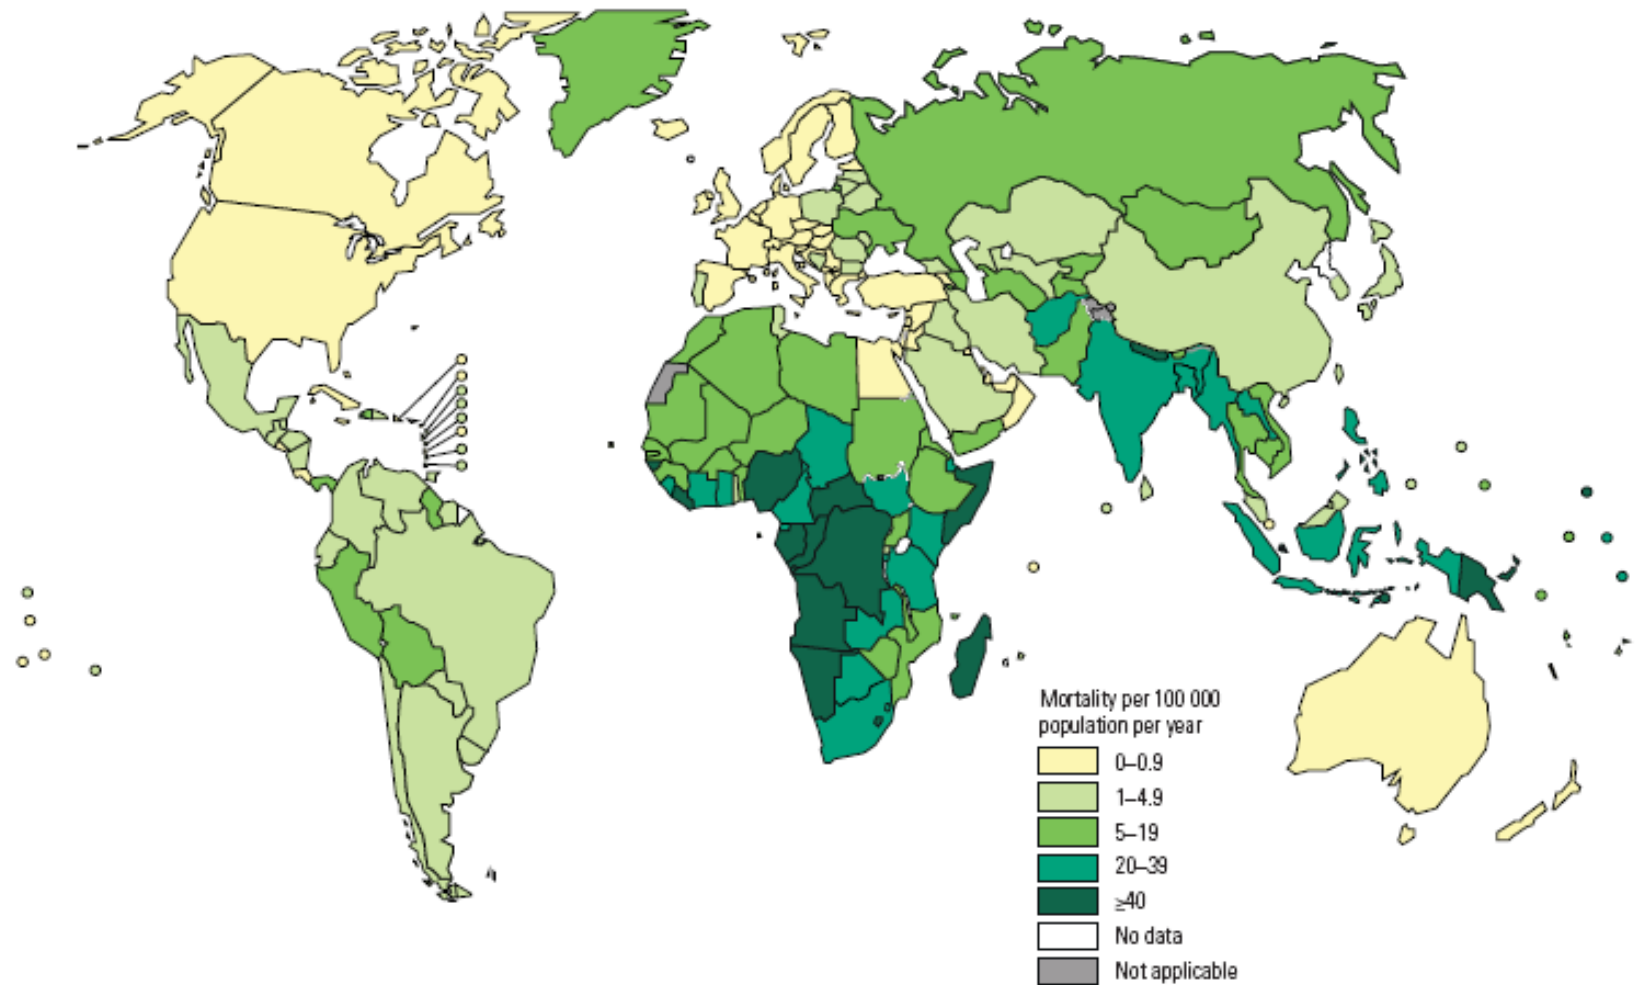 Mortality per 100 000
population per year
0–0.9
1–4.9
5–19
20–39
≥40
No data
Not applicable